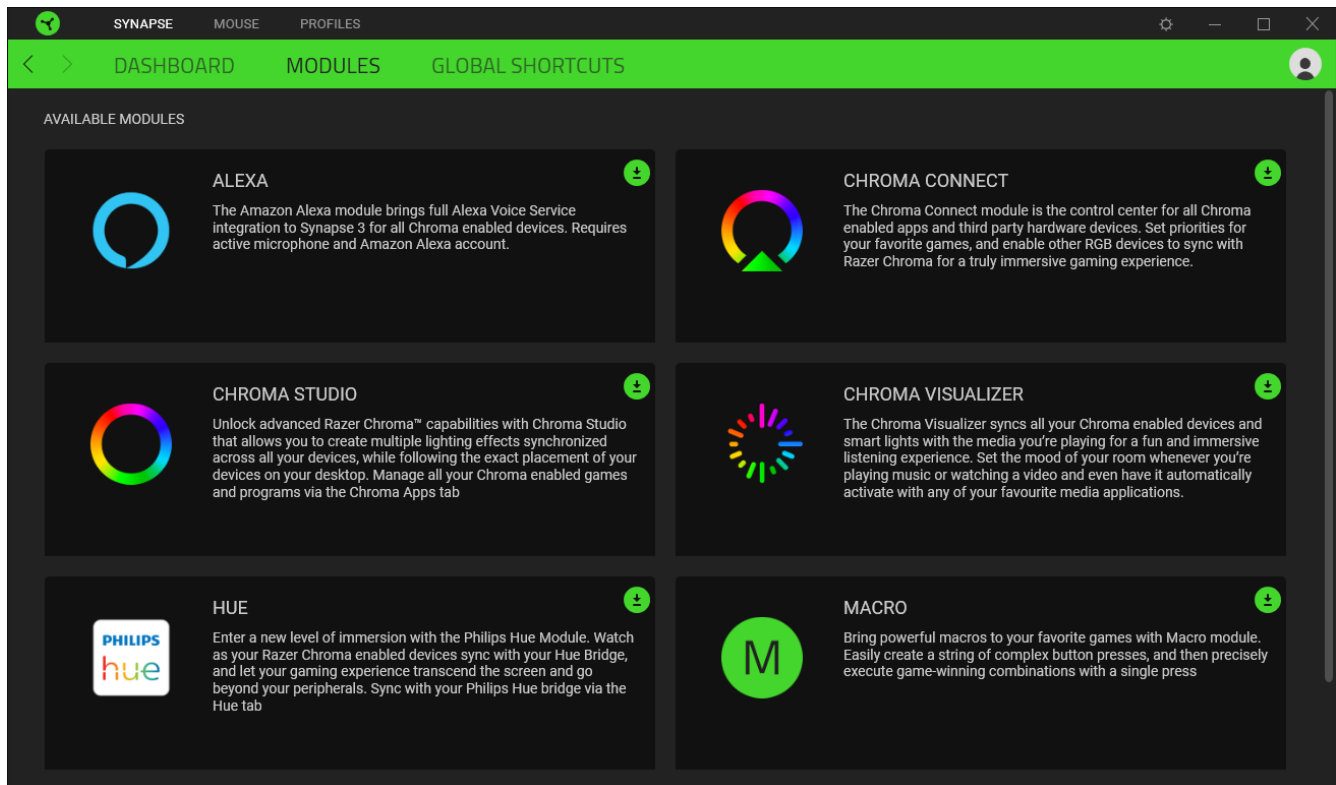 SYNAPSE MOUSE PROFILES
DASHBOARD MODULES GLOBAL SHORTCUTS
AVAILABLE MODULES
ALEXA
The Amazon Alexa module brings full Alexa Voice Service
integration to Synapse 3 for all Chroma enabled devices. Requires
active microphone and Amazon Alexa account.
CHROMA CONNECT
The Chroma Connect module is the control center for all Chroma
enabled apps and third party hardware devices. Set priorities for
your favorite games, and enable other RGB devices to sync with
Razer Chroma for a truly immersive gaming experience.
CHROMA STUDIO
Unlock advanced Razer Chroma™ capabilities with Chroma Studio
that allows you to create multiple lighting effects synchronized
across all your devices, while following the exact placement of your
devices on your desktop. Manage all your Chroma enabled games
and programs via the Chroma Apps tab
CHROMA VISUALIZER
The Chroma Visualizer syncs all your Chroma enabled devices and
smart lights with the media you're playing for a fun and immersive
listening experience. Set the mood of your room whenever you're
playing music or watching a video and even have it automatically
activate with any of your favourite media applications.
PHILIPS
hue
HUE
Enter a new level of immersion with the Philips Hue Module. Watch
as your Razer Chroma enabled devices sync with your Hue Bridge,
and let your gaming experience transcend the screen and go
beyond your peripherals. Sync with your Philips Hue bridge via the
Hue tab
M
MACRO
Bring powerful macros to your favorite games with Macro module.
Easily create a string of complex button presses, and then precisely
execute game-winning combinations with a single press